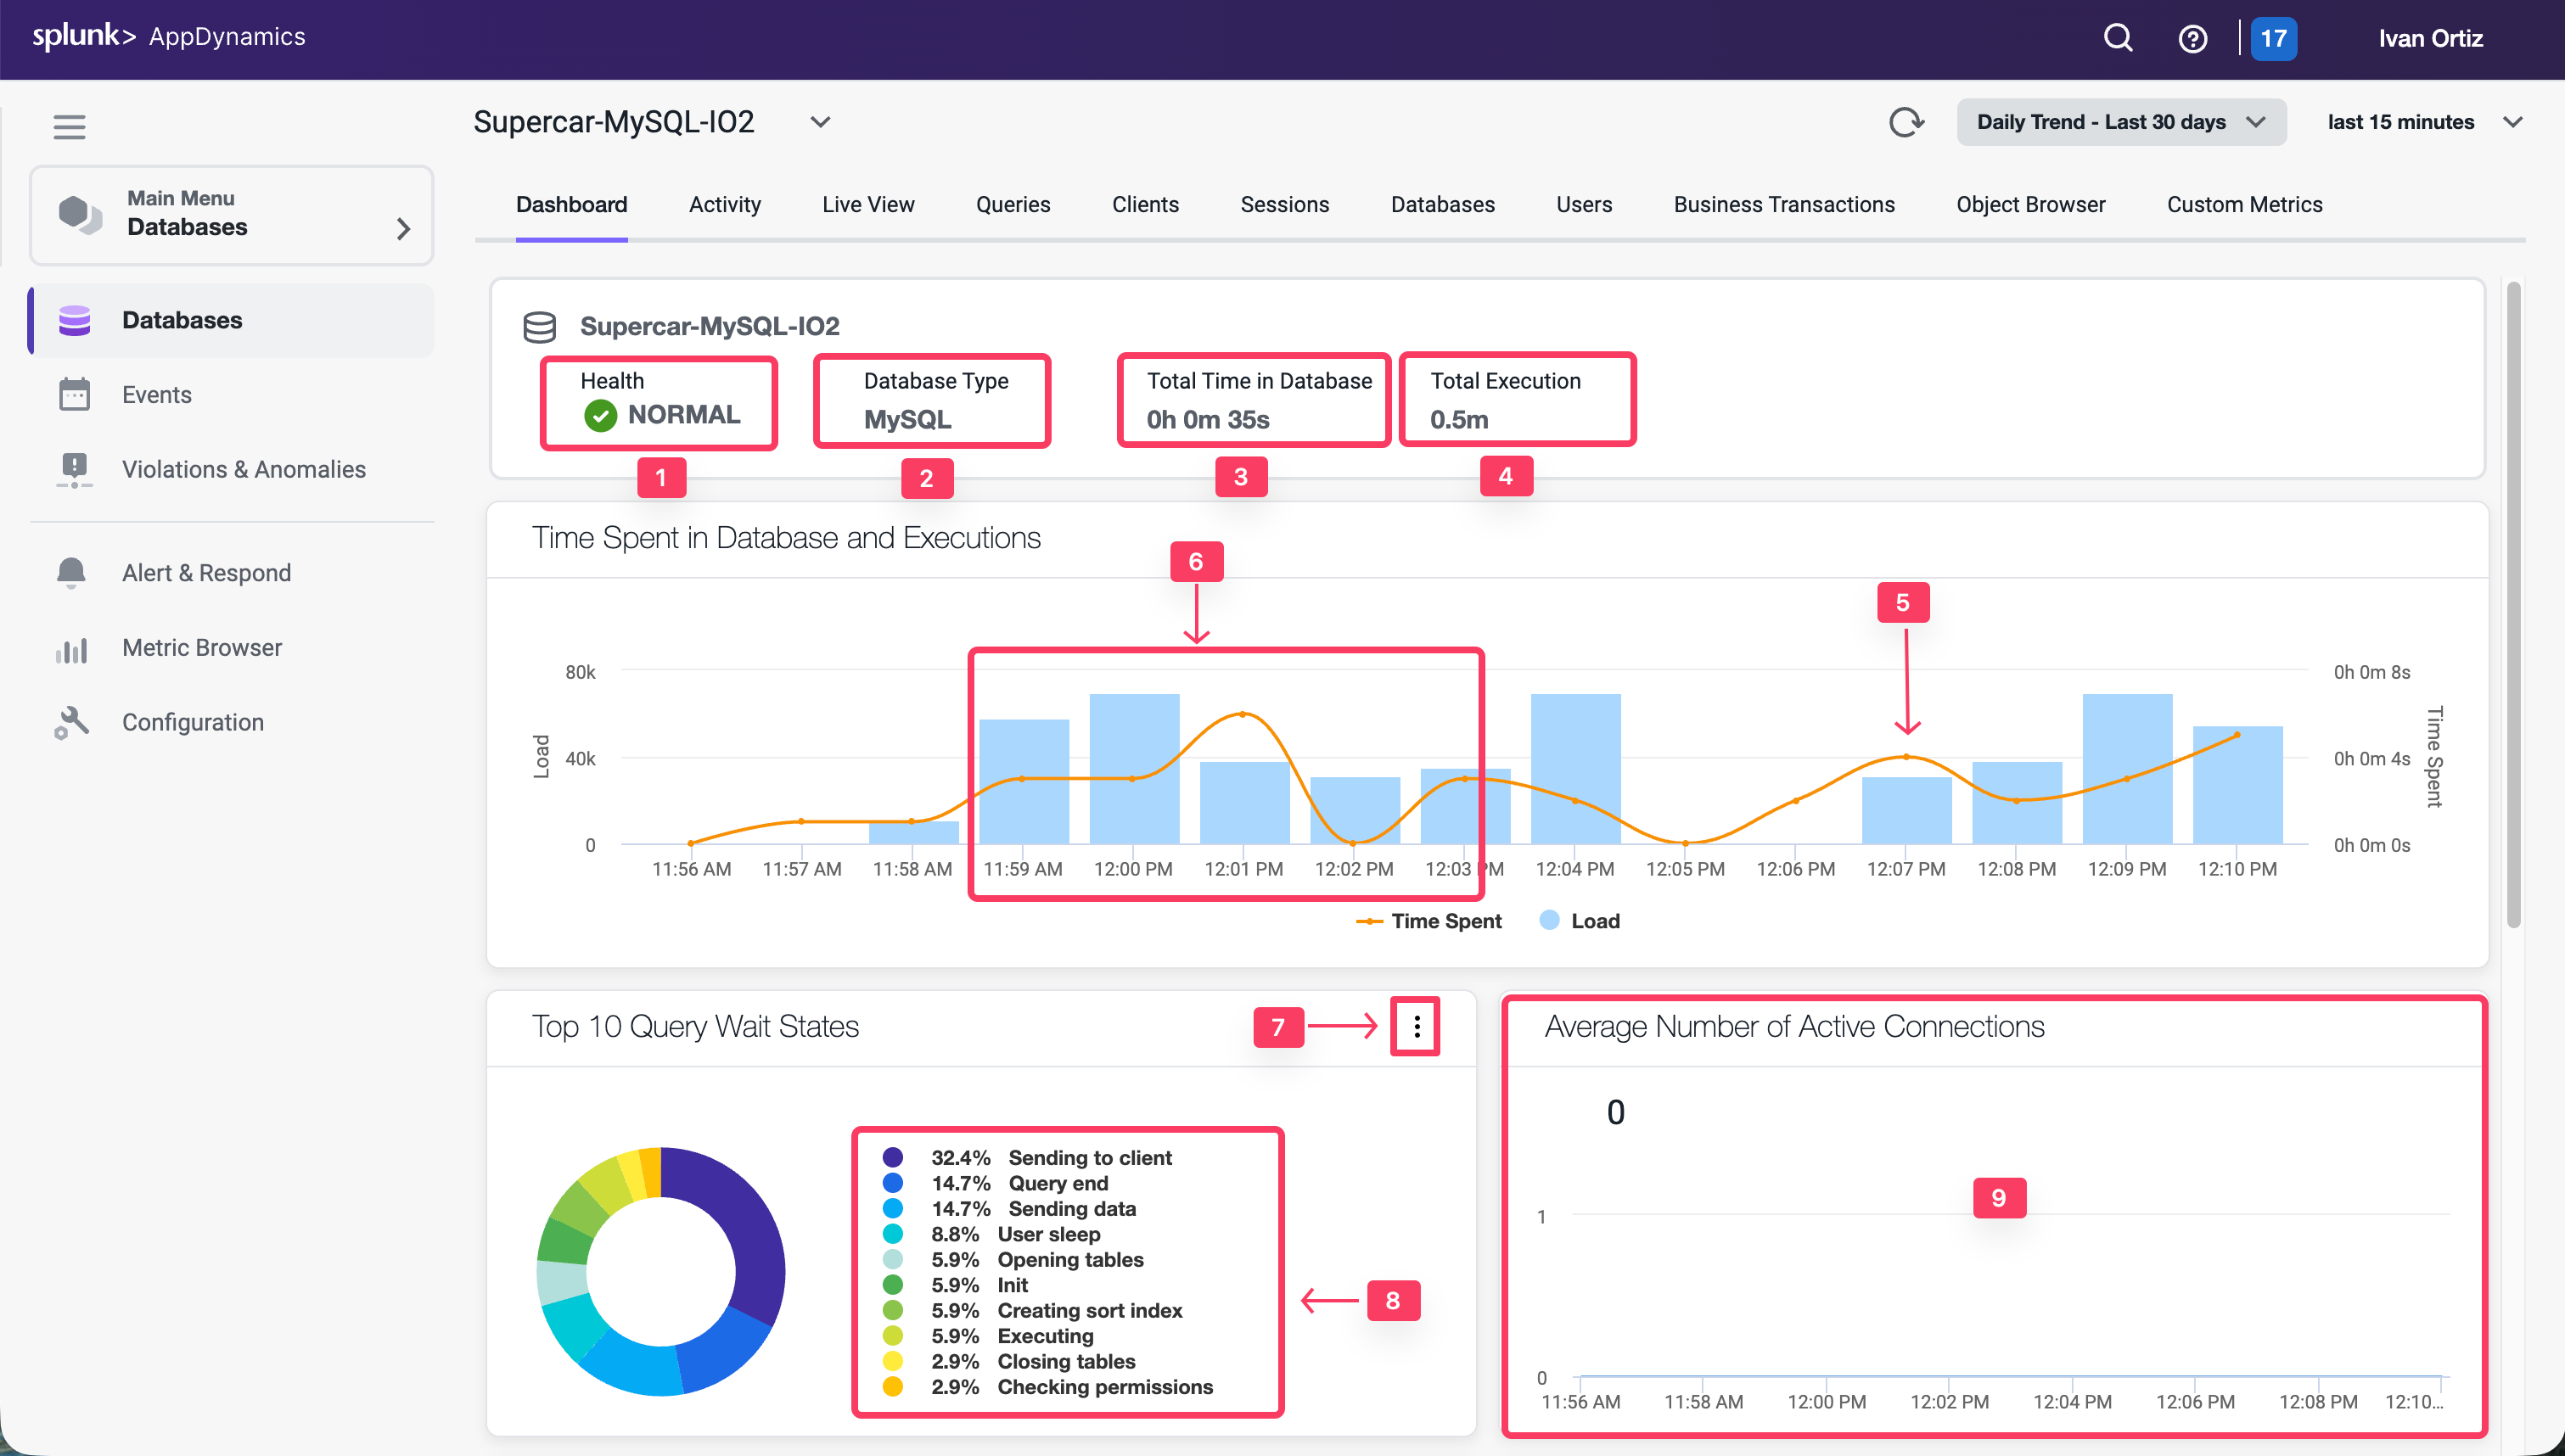 splunk> AppDynamics
17
Ivan Ortiz
Supercar-MySQL-IO2
Daily Trend - Last 30 days
last 15 minutes
Main Menu
Databases
Dashboard Activity Live View Queries Clients Sessions Databases Users Business Transactions Object Browser Custom Metrics
Databases
Events
Violations & Anomalies
Alert & Respond
Metric Browser
Configuration
Supercar-MySQL-IO2
Health Database Type Total Time in Database Total Execution
NORMAL MySQL 0h 0m 35s 0.5m
1 2 3 4
Time Spent in Database and Executions
6
5
80k
40k
0
Load
0h 0m 8s
0h 0m 4s
0h 0m 0s
Time Spent
11:56 AM 11:57 AM 11:58 AM 11:59 AM 12:00 PM 12:01 PM 12:02 PM 12:03 PM 12:04 PM 12:05 PM 12:06 PM 12:07 PM 12:08 PM 12:09 PM 12:10 PM
Time Spent Load
Top 10 Query Wait States
7
32.4% Sending to client
14.7% Query end
14.7% Sending data
8.8% User sleep
5.9% Opening tables
5.9% Init
5.9% Creating sort index
5.9% Executing
2.9% Closing tables
2.9% Checking permissions
8
Average Number of Active Connections
0
9
1
0
11:56 AM 11:58 AM 12:00 PM 12:02 PM 12:04 PM 12:06 PM 12:08 PM 12:10...